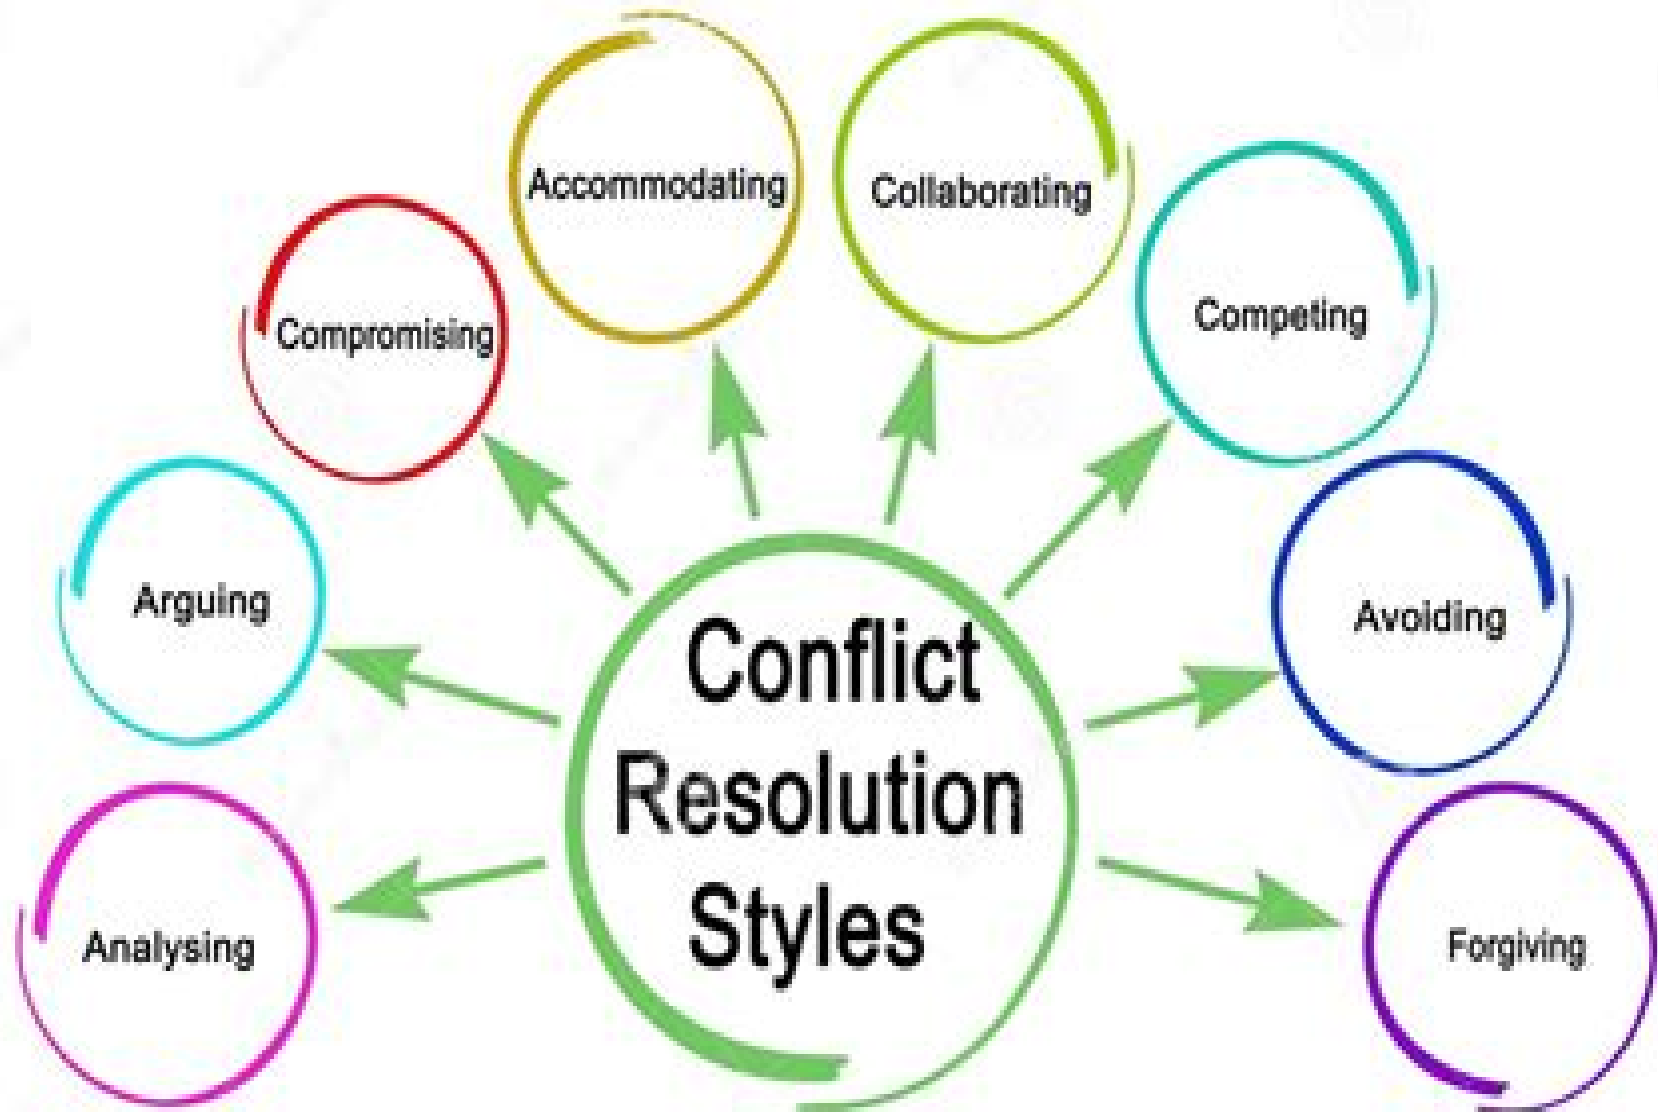 Accommodating
Collaborating
Compromising
Competing
Arguing
Avoiding
Conflict
Resolution
Styles
Analysing
Forgiving